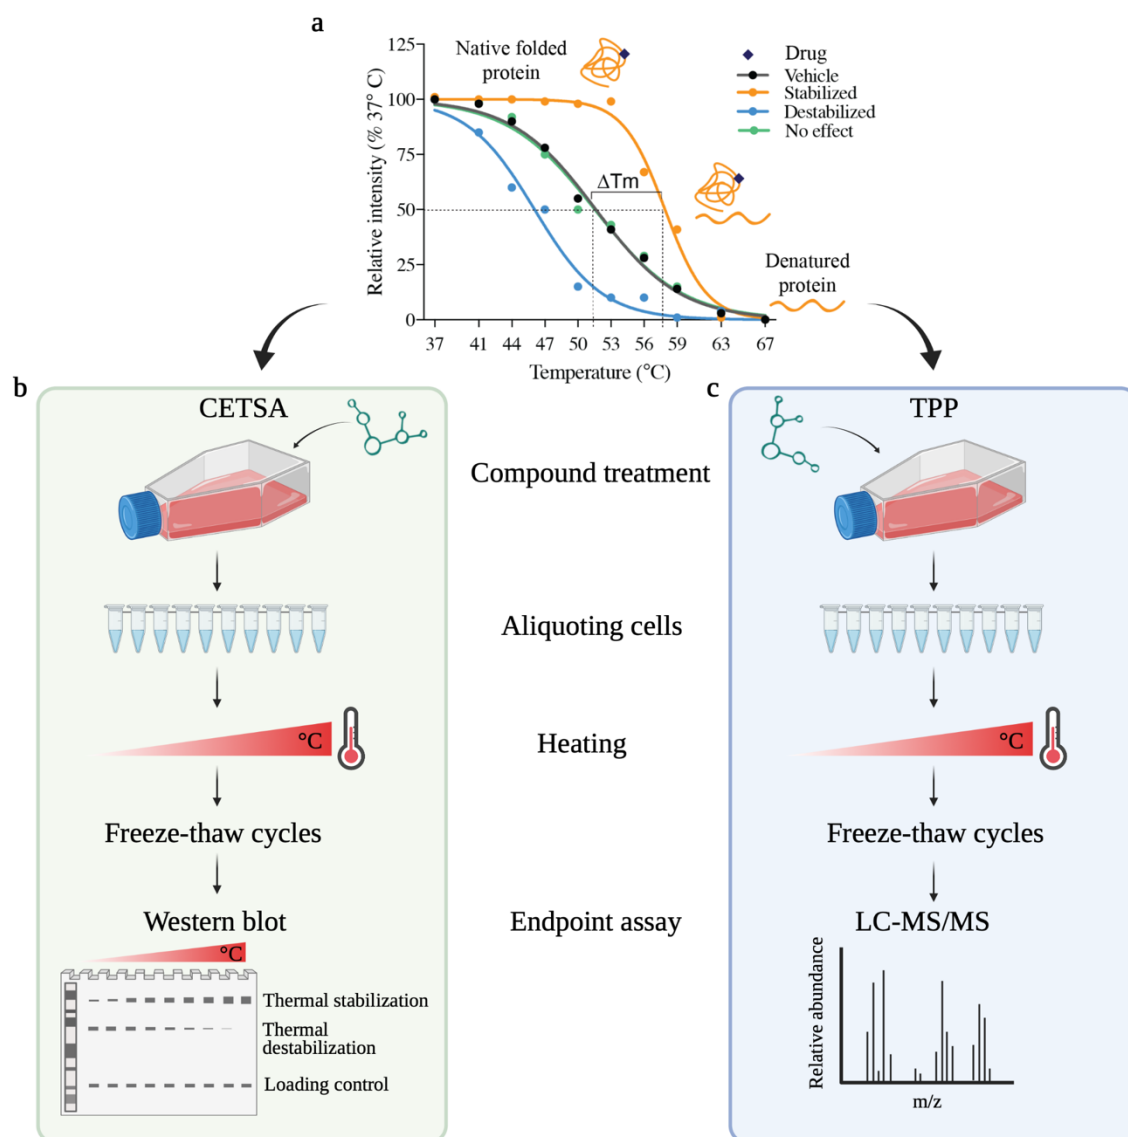 a
125
100
75
50
25
0
Relative intensity (% 37° C)
Native folded
protein
Drug
Vehicle
Stabilized
Destabilized
No effect
ΔTm
Denatured
protein
37 41 44 47 50 53 56 59 63 67
Temperature (°C)
b
CETSA
c
TPP
Compound treatment
Aliquoting cells
°C
Heating
°C
Freeze-thaw cycles
Freeze-thaw cycles
Western blot
Endpoint assay
LC-MS/MS
°C
Thermal stabilization
Thermal
destabilization
Loading control
Relative abundance
m/z